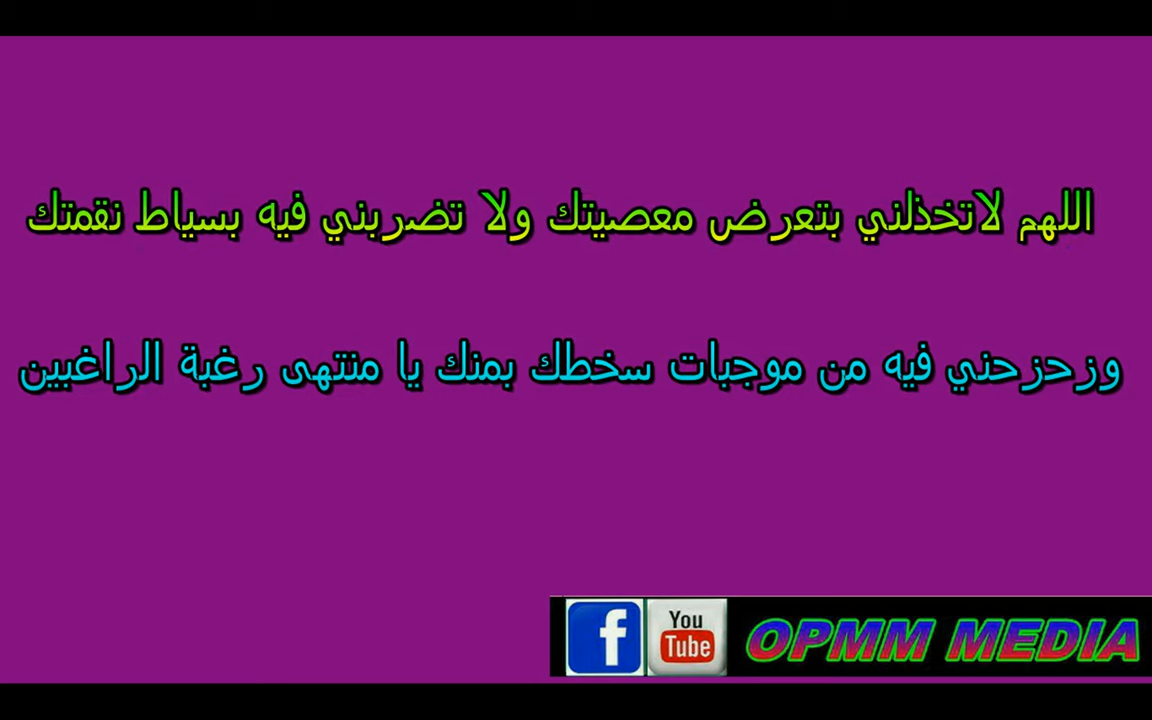 اللهم لاتخذلني بتعرض معصيتك ولا تضربني فيه بسياط نقمتك
وزحزحني فيه من موجبات سخطك بمنك يا منتهى رغبة الراغبين
f You Tube OPMM MEDIA